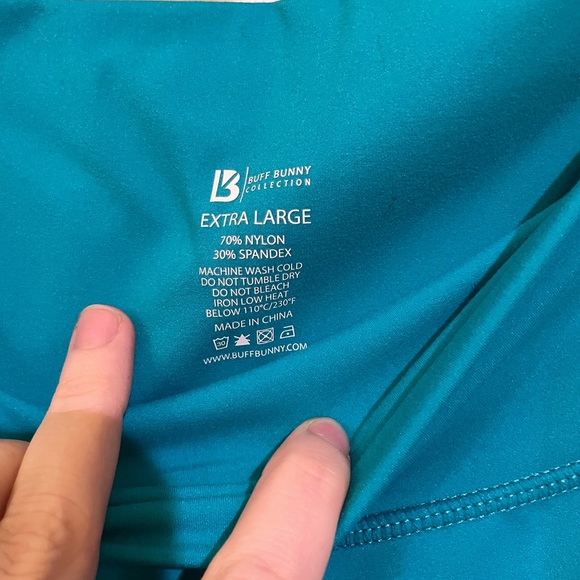 BUFF BUNNY
COLLECTION
EXTRA LARGE
70% NYLON
30% SPANDEX
MACHINE WASH COLD
DO NOT TUMBLE DRY
DO NOT BLEACH
IRON LOW HEAT
BELOW 110°C/230°F
MADE IN CHINA
30
WWW.BUFFBUNNY.COM